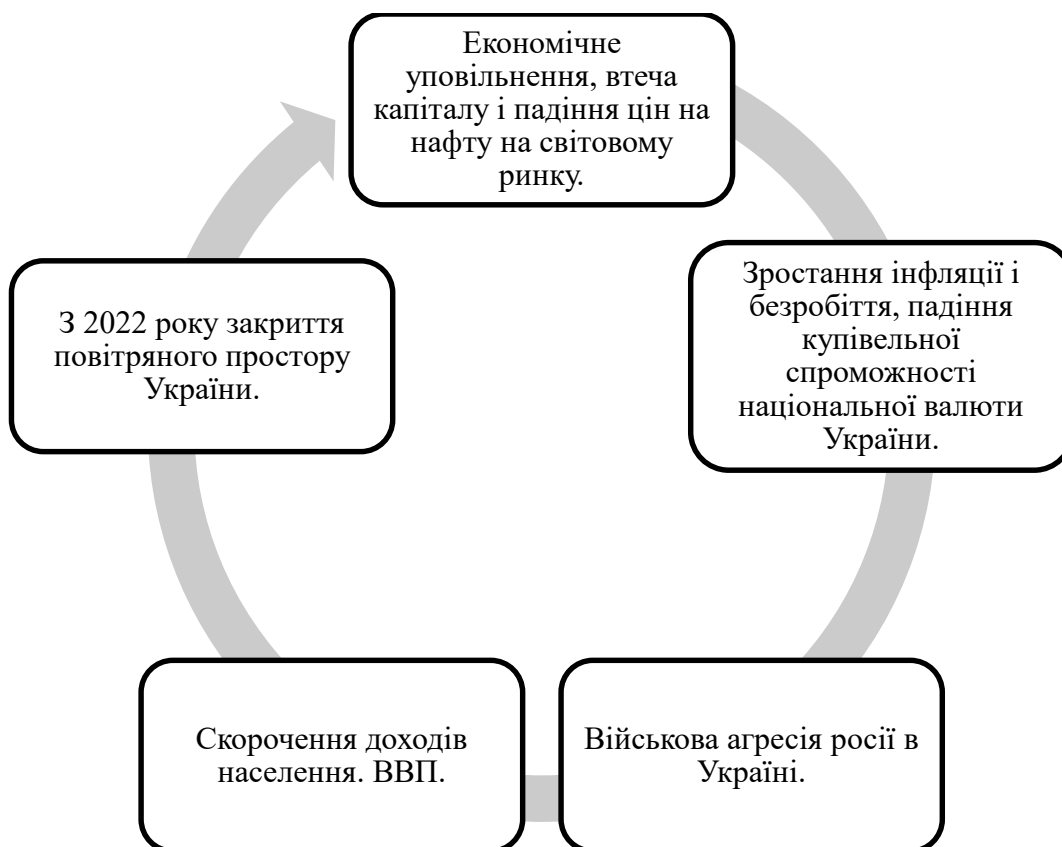 Економічне
уповільнення, втеча
капіталу і падіння цін на
нафту на світовому
ринку.
Зростання інфляції і
безробіття, падіння
купівельної
спроможності
національної валюти
України.
Військова агресія росії в
Україні.
Скорочення доходів
населення. ВВП.
З 2022 року закриття
повітряного простору
України.